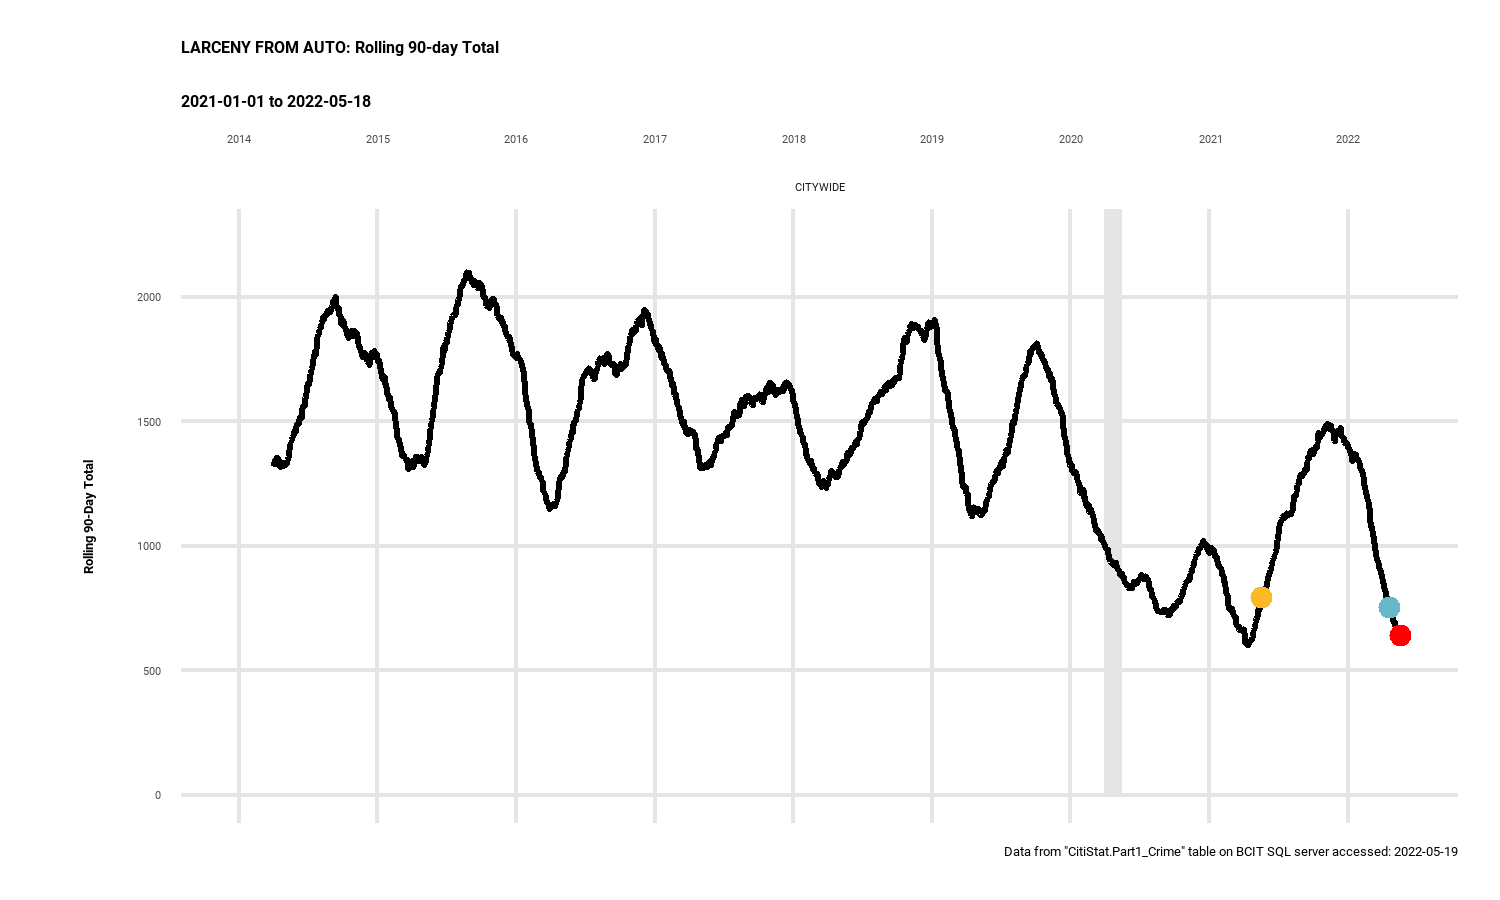 LARCENY FROM AUTO: Rolling 90-day Total
2021-01-01 to 2022-05-18
2014 2015 2016 2017 2018 2019 2020 2021 2022
CITYWIDE
2000
1500
1000
500
0
Rolling 90-Day Total
Data from "CitiStat.Part1_Crime" table on BCIT SQL server accessed: 2022-05-19